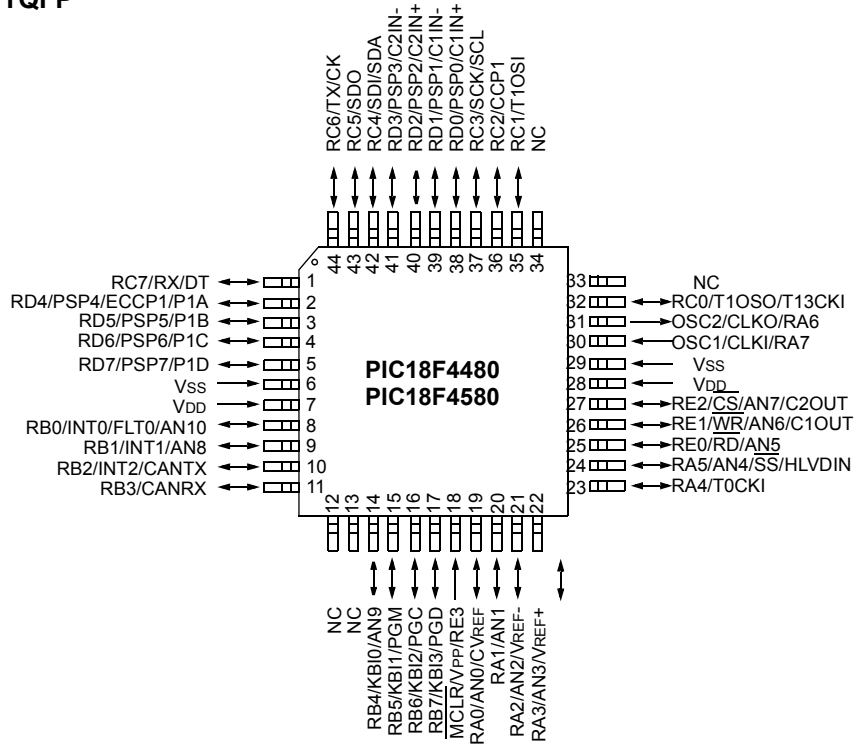 TQFP
RC6/TX/CK
RC5/SDO
RC4/SDI/SDA
RD3/PSP3/C2IN-
RD2/PSP2/C2IN+
RD1/PSP1/C1IN-
RD0/PSP0/C1IN+
RC3/SCK/SCL
RC2/CCP1
RC1/T1OSI
NC
44
43
42
41
40
39
38
37
36
35
34
RC7/RX/DT 1
RD4/PSP4/ECCP1/P1A 2
RD5/PSP5/P1B 3
RD6/PSP6/P1C 4
RD7/PSP7/P1D 5
VSS 6
VDD 7
RB0/INT0/FLT0/AN10 8
RB1/INT1/AN8 9
RB2/INT2/CANTX 10
RB3/CANRX 11
PIC18F4480
PIC18F4580
33 NC
32 RC0/T1OSO/T13CKI
31 OSC2/CLKO/RA6
30 OSC1/CLKI/RA7
29 VSS
28 VDD
27 RE2/CS/AN7/C2OUT
26 RE1/WR/AN6/C1OUT
25 RE0/RD/AN5
24 RA5/AN4/SS/HLVDIN
23 RA4/T0CKI
12
13
14
15
16
17
18
19
20
21
22
NC
NC
RB4/KBI0/AN9
RB5/KBI1/PGM
RB6/KBI2/PGC
RB7/KBI3/PGD
MCLR/VPP/RE3
RA0/AN0/CVREF
RA1/AN1
RA2/AN2/VREF-
RA3/AN3/VREF+